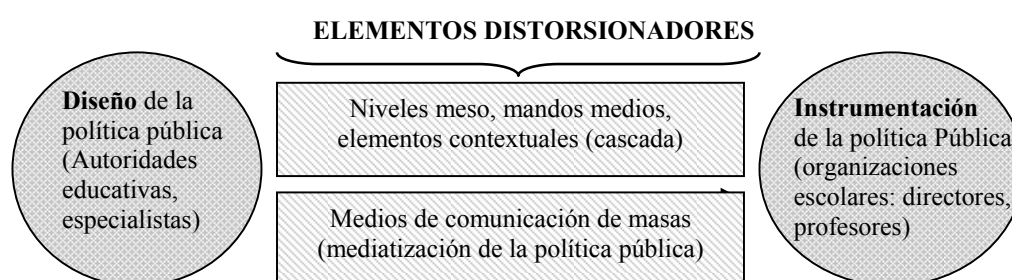 ELEMENTOS DISTORSIONADORES
Diseño de la
política pública
(Autoridades
educativas,
especialistas)
Niveles meso, mandos medios,
elementos contextuales (cascada)
Medios de comunicación de masas
(mediatización de la política pública)
Instrumentación
de la política Pública
(organizaciones
escolares: directores,
profesores)